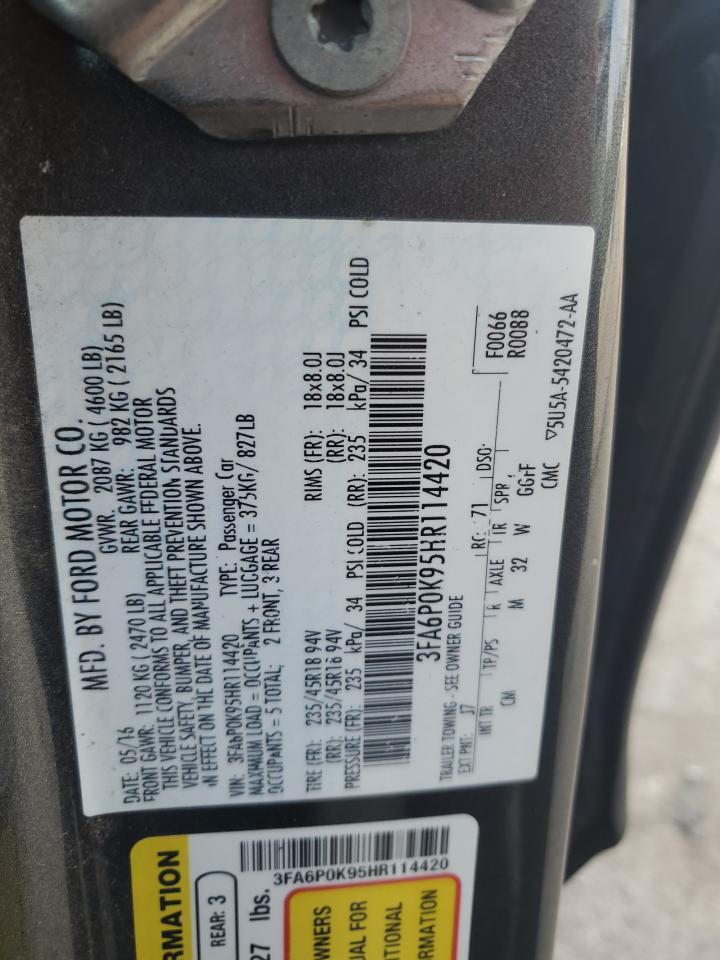 MFD. BY FORD MOTOR CO.
DATE: 05/16 GVWR: 2087 KG ( 4600 LB)
FRONT GAWR: 1120 KG ( 2470 LB) REAR GAWR: 982 KG ( 2165 LB)
THIS VEHICLE CONFORMS TO ALL APPLICABLE FEDERAL MOTOR
VEHICLE SAFETY, BUMPER, AND THEFT PREVENTION STANDARDS
IN EFFECT ON THE DATE OF MANUFACTURE SHOWN ABOVE.
VIN: 3FA6P0K95HR114420 TYPE: Passenger Car
MAXIMUM LOAD = OCCUPANTS + LUGGAGE = 375KG/ 827LB
OCCUPANTS = 5 TOTAL; 2 FRONT, 3 REAR
TIRE (FR): 235/45R18 94V RIMS (FR): 18x8.0J
(RR): 235/45R18 94V (RR): 18x8.0J
PRESSURE (FR): 235 kPa/ 34 PSI COLD (RR): 235 kPa/ 34 PSI COLD
3FA6P0K95HR114420
TRAILER TOWING - SEE OWNER GUIDE
F0066
R0088
EXT PNT: J7 RC: 71 DSO:
INT TR TP/PS R AXLE TR SPR
CM M 32 W GGFF
CMC
▽5U5A-5420472-AA
3FA6P0K95HR114420
RMATION
REAR: 3
27 lbs.
WNERS
UAL FOR
ITIONAL
ORMATION